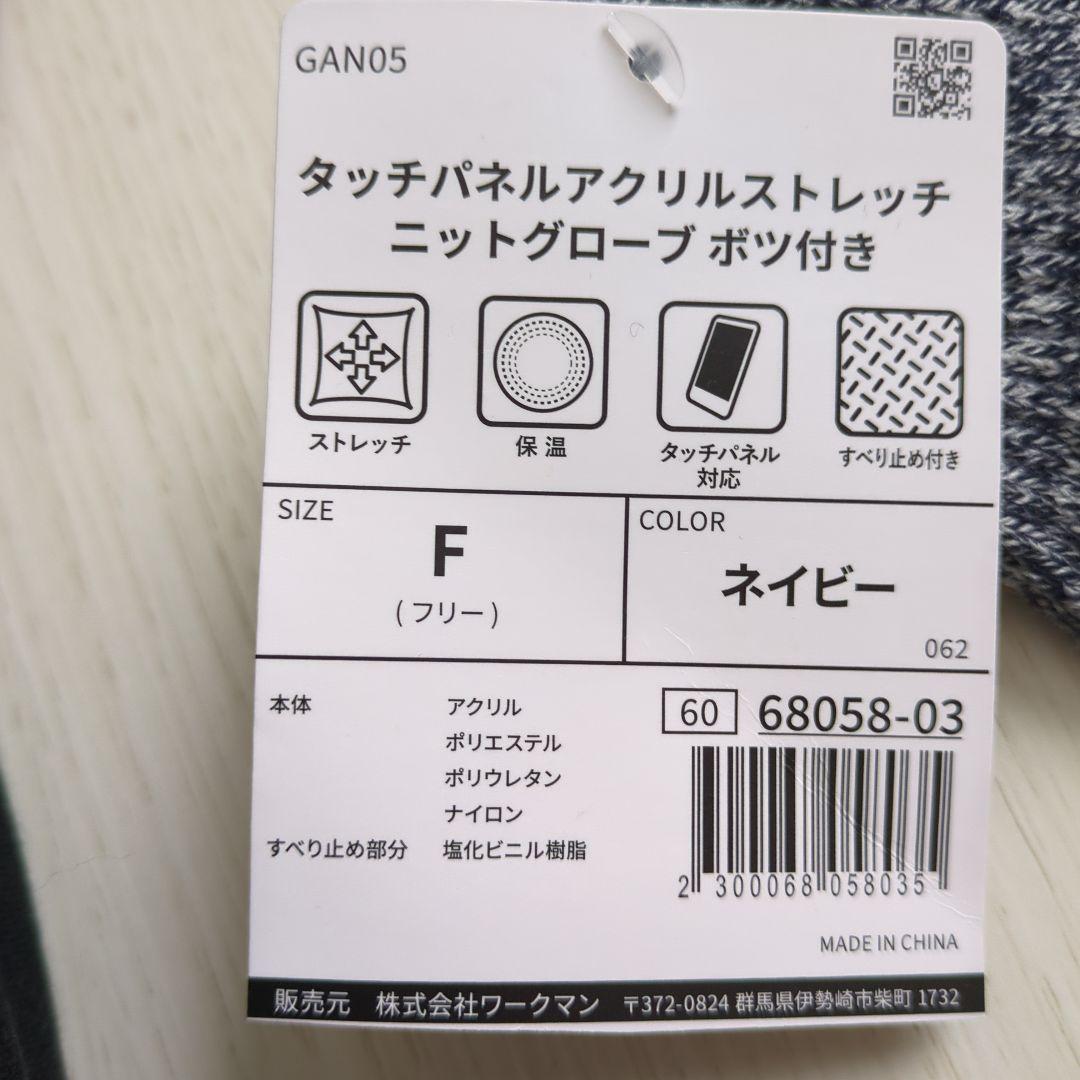 GAN05
タッチパネルアクリルストレッチ
ニットグローブ ボツ付き
ストレッチ
保温
タッチパネル
対応
すべり止め付き
SIZE
F
(フリー)
COLOR
ネイビー
062
本体 アクリル
ポリエステル
ポリウレタン
ナイロン
すべり止め部分 塩化ビニル樹脂
60 68058-03
2 300068 058035
MADE IN CHINA
販売元 株式会社ワークマン 〒372-0824 群馬県伊勢崎市柴町 1732